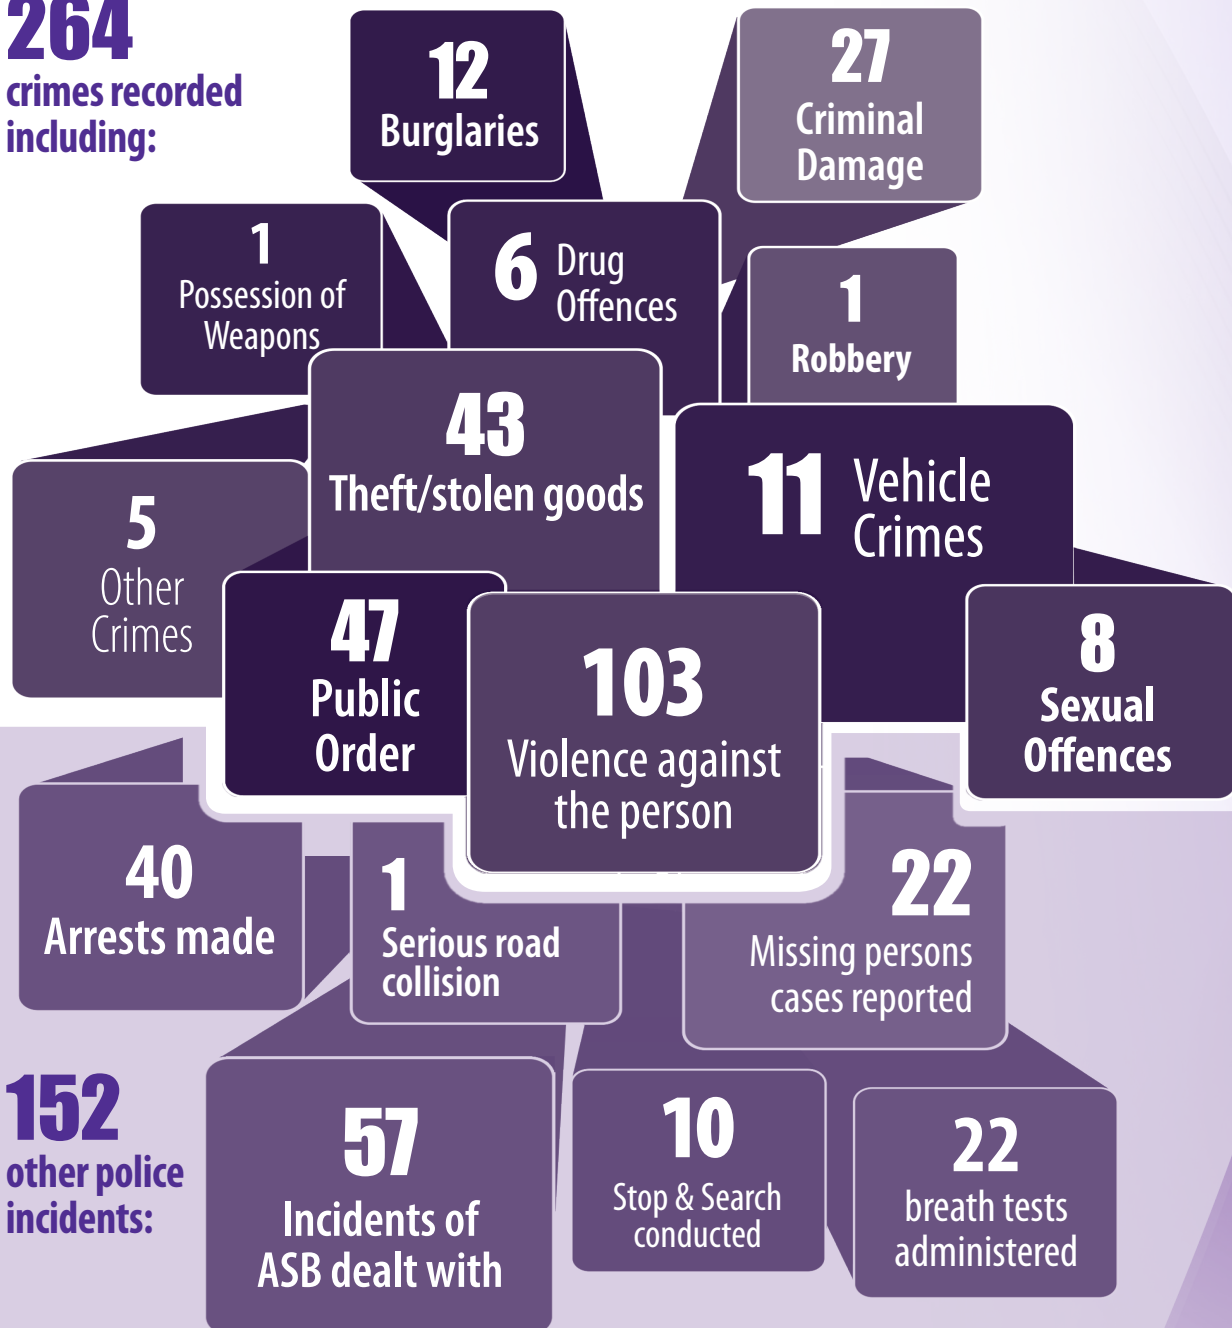 264
crimes recorded
including:
12
Burglaries
27
Criminal
Damage
1
Possession of
Weapons
6 Drug
Offences
1
Robbery
43
Theft/stolen goods
11 Vehicle
Crimes
5
Other
Crimes
47
Public
Order
103
Violence against
the person
8
Sexual
Offences
40
Arrests made
1
Serious road
collision
22
Missing persons
cases reported
152
other police
incidents:
57
Incidents of
ASB dealt with
10
Stop & Search
conducted
22
breath tests
administered